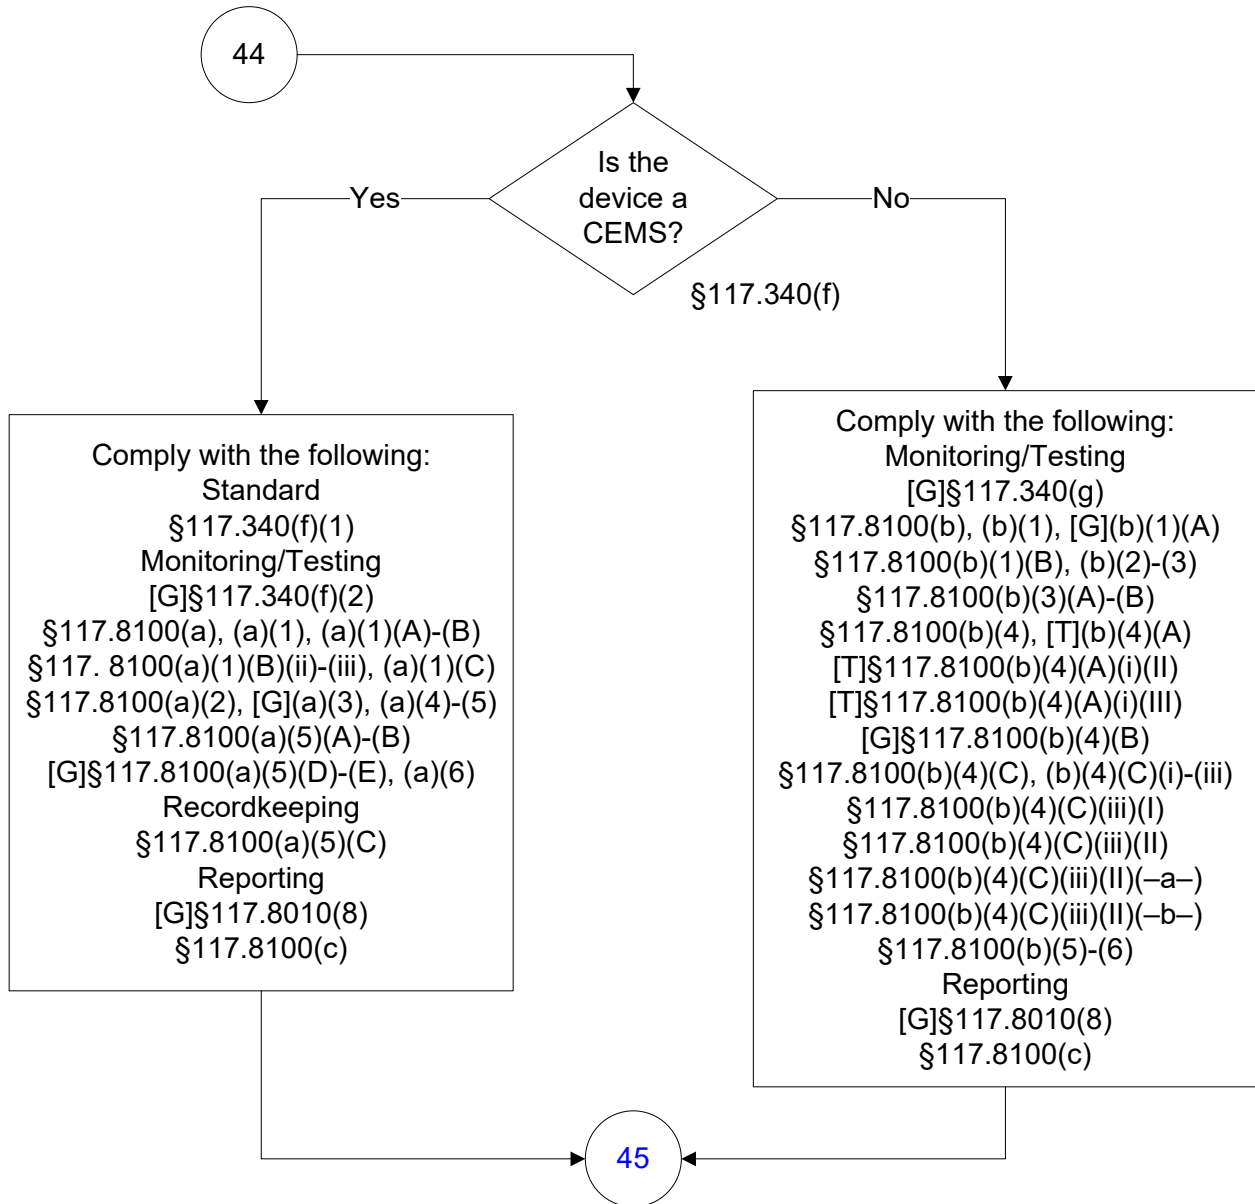 44
Is the
device a
CEMS?
Yes
No
§117.340(f)
Comply with the following:
Standard
§117.340(f)(1)
Monitoring/Testing
[G]§117.340(f)(2)
§117.8100(a), (a)(1), (a)(1)(A)-(B)
§117. 8100(a)(1)(B)(ii)-(iii), (a)(1)(C)
§117.8100(a)(2), [G](a)(3), (a)(4)-(5)
§117.8100(a)(5)(A)-(B)
[G]§117.8100(a)(5)(D)-(E), (a)(6)
Recordkeeping
§117.8100(a)(5)(C)
Reporting
[G]§117.8010(8)
§117.8100(c)
Comply with the following:
Monitoring/Testing
[G]§117.340(g)
§117.8100(b), (b)(1), [G](b)(1)(A)
§117.8100(b)(1)(B), (b)(2)-(3)
§117.8100(b)(3)(A)-(B)
§117.8100(b)(4), [T](b)(4)(A)
[T]§117.8100(b)(4)(A)(i)(II)
[T]§117.8100(b)(4)(A)(i)(III)
[G]§117.8100(b)(4)(B)
§117.8100(b)(4)(C), (b)(4)(C)(i)-(iii)
§117.8100(b)(4)(C)(iii)(I)
§117.8100(b)(4)(C)(iii)(II)
§117.8100(b)(4)(C)(iii)(II)(–a–)
§117.8100(b)(4)(C)(iii)(II)(–b–)
§117.8100(b)(5)-(6)
Reporting
[G]§117.8010(8)
§117.8100(c)
45